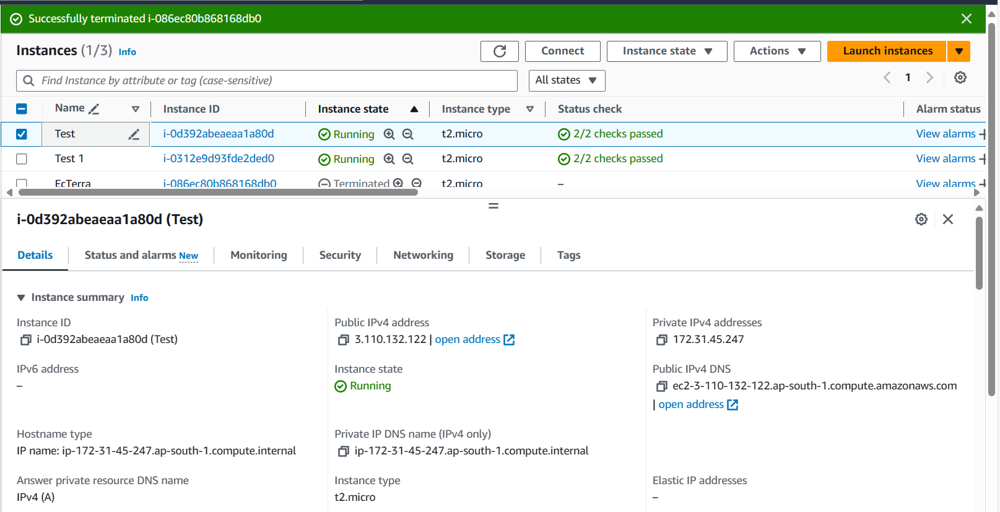 Successfully terminated i-086ec80b868168db0
Instances (1/3) Info
Connect
Instance state
Actions
Launch instances
Find Instance by attribute or tag (case-sensitive)
All states
1
Name
Instance ID
Instance state
Instance type
Status check
Alarm status
Test i-0d392abeaeaa1a80d Running t2.micro 2/2 checks passed View alarms +
Test 1 i-0312e9d93fde2ded0 Running t2.micro 2/2 checks passed View alarms +
EcTerra i-086ec80b868168db0 Terminated t2.micro – View alarms +
i-0d392abeaeaa1a80d (Test)
Details
Status and alarms New
Monitoring
Security
Networking
Storage
Tags
Instance summary Info
Instance ID
i-0d392abeaeaa1a80d (Test)
Public IPv4 address
3.110.132.122 | open address
Private IPv4 addresses
172.31.45.247
IPv6 address
–
Instance state
Running
Public IPv4 DNS
ec2-3-110-132-122.ap-south-1.compute.amazonaws.com
| open address
Hostname type
IP name: ip-172-31-45-247.ap-south-1.compute.internal
Private IP DNS name (IPv4 only)
ip-172-31-45-247.ap-south-1.compute.internal
Answer private resource DNS name
IPv4 (A)
Instance type
t2.micro
Elastic IP addresses
–